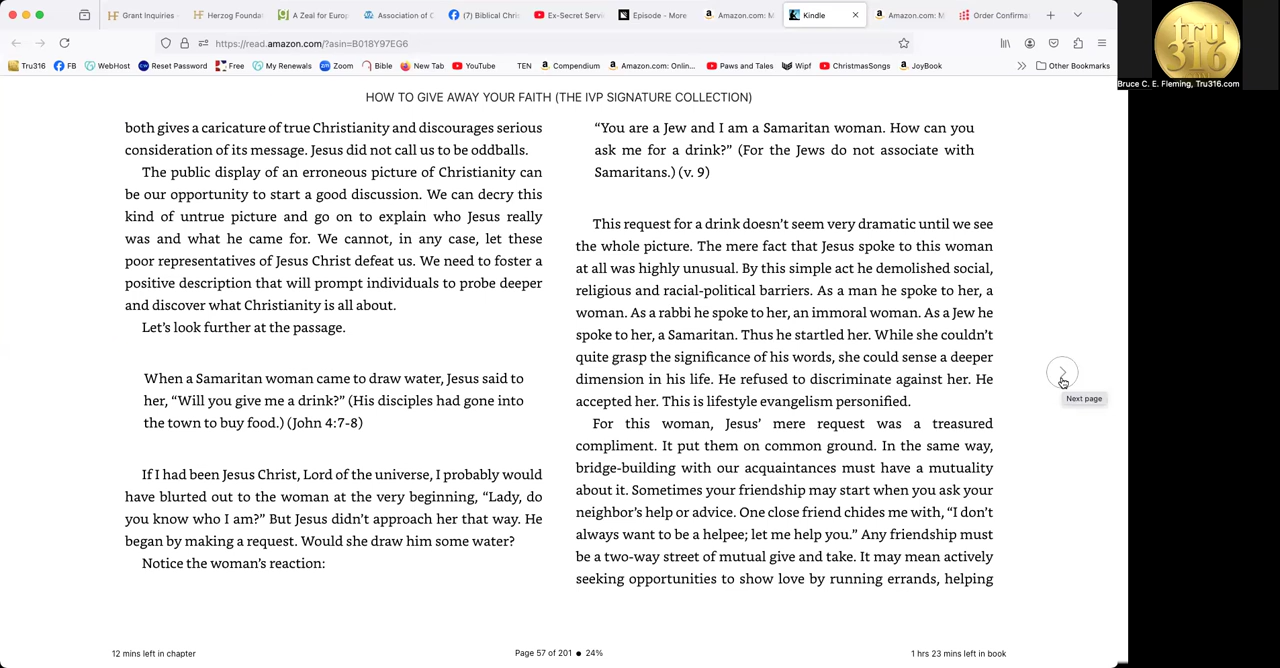 Grant Inquiries
Herzog Founda
A Zeal for Euro
Association of C
(7) Biblical Chris
Ex-Secret Servi
Episode - More
Amazon.com: M
Kindle
Amazon.com: M
Order Confirma
https://read.amazon.com/?asin=B018Y97EG6
Tru316
FB
WebHost
Reset Password
Free
My Renewals
Zoom
Bible
New Tab
YouTube
TEN
Compendium
Amazon.com: Onlin...
Paws and Tales
Wipf
ChristmasSongs
JoyBook
Other Bookmarks
tru
316
Bruce C. E. Fleming, Tru316.com
HOW TO GIVE AWAY YOUR FAITH (THE IVP SIGNATURE COLLECTION)
both gives a caricature of true Christianity and discourages serious
consideration of its message. Jesus did not call us to be oddballs.
The public display of an erroneous picture of Christianity can
be our opportunity to start a good discussion. We can decry this
kind of untrue picture and go on to explain who Jesus really
was and what he came for. We cannot, in any case, let these
poor representatives of Jesus Christ defeat us. We need to foster a
positive description that will prompt individuals to probe deeper
and discover what Christianity is all about.
Let’s look further at the passage.
When a Samaritan woman came to draw water, Jesus said to
her, “Will you give me a drink?” (His disciples had gone into
the town to buy food.) (John 4:7-8)
If I had been Jesus Christ, Lord of the universe, I probably would
have blurted out to the woman at the very beginning, “Lady, do
you know who I am?” But Jesus didn’t approach her that way. He
began by making a request. Would she draw him some water?
Notice the woman’s reaction:
“You are a Jew and I am a Samaritan woman. How can you
ask me for a drink?” (For the Jews do not associate with
Samaritans.) (v. 9)
This request for a drink doesn’t seem very dramatic until we see
the whole picture. The mere fact that Jesus spoke to this woman
at all was highly unusual. By this simple act he demolished social,
religious and racial-political barriers. As a man he spoke to her, a
woman. As a rabbi he spoke to her, an immoral woman. As a Jew he
spoke to her, a Samaritan. Thus he startled her. While she couldn’t
quite grasp the significance of his words, she could sense a deeper
dimension in his life. He refused to discriminate against her. He
accepted her. This is lifestyle evangelism personified.
For this woman, Jesus’ mere request was a treasured
compliment. It put them on common ground. In the same way,
bridge-building with our acquaintances must have a mutuality
about it. Sometimes your friendship may start when you ask your
neighbor’s help or advice. One close friend chides me with, “I don’t
always want to be a helpee; let me help you.” Any friendship must
be a two-way street of mutual give and take. It may mean actively
seeking opportunities to show love by running errands, helping
Next page
12 mins left in chapter
Page 57 of 201 ● 24%
1 hrs 23 mins left in book